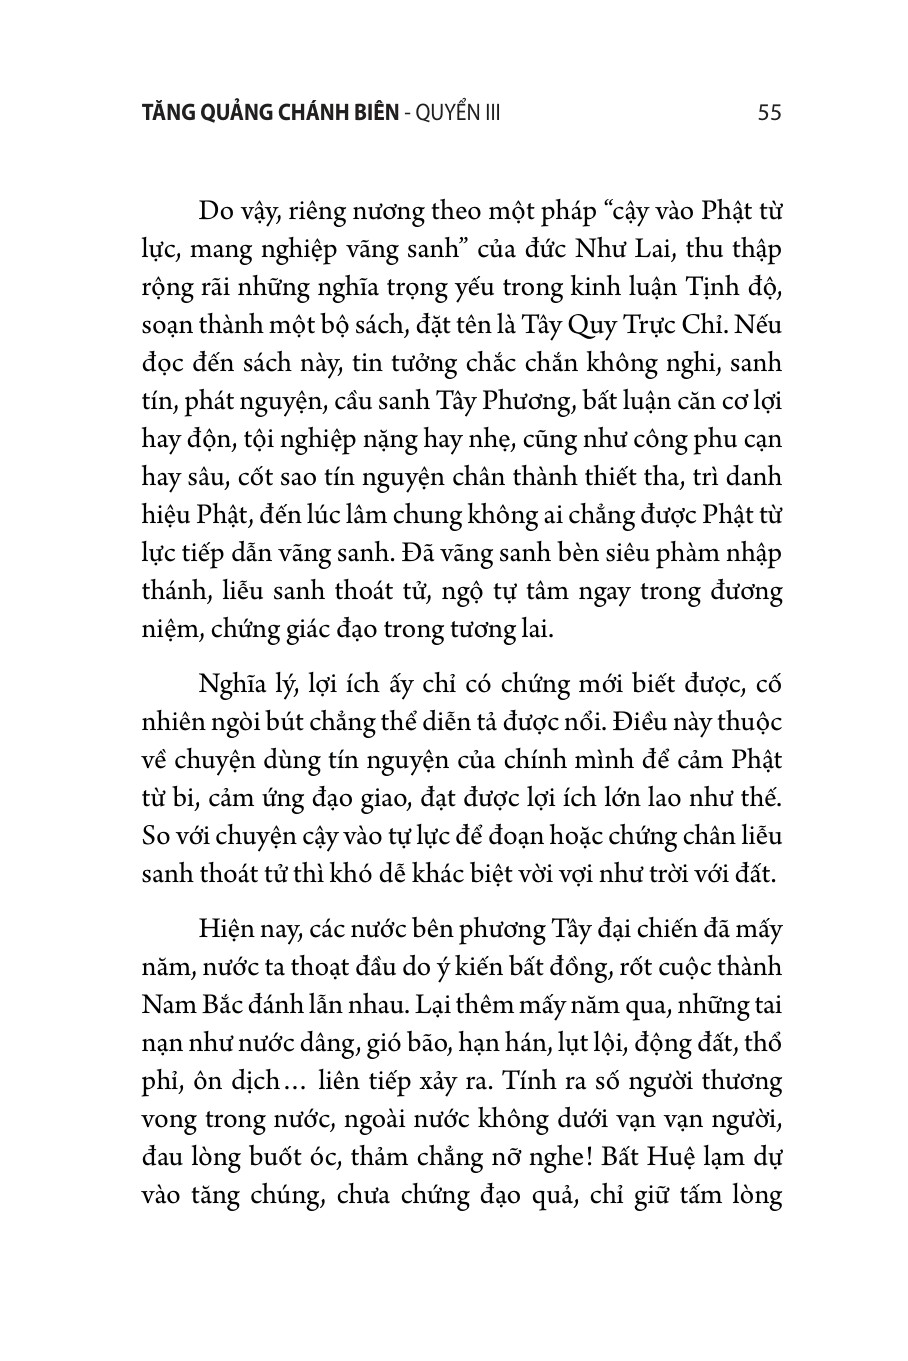 TĂNG QUẢNG CHÁNH BIÊN - QUYỂN III 55
Do vậy, riêng nương theo một pháp “cậy vào Phật từ
lực, mang nghiệp vãng sanh” của đức Như Lai, thu thập
rộng rãi những nghĩa trọng yếu trong kinh luận Tịnh độ,
soạn thành một bộ sách, đặt tên là Tây Quy Trực Chỉ. Nếu
đọc đến sách này, tin tưởng chắc chắn không nghi, sanh
tín, phát nguyện, cầu sanh Tây Phương, bất luận căn cơ lợi
hay độn, tội nghiệp nặng hay nhẹ, cũng như công phu cạn
hay sâu, cốt sao tín nguyện chân thành thiết tha, trì danh
hiệu Phật, đến lúc lâm chung không ai chẳng được Phật từ
lực tiếp dẫn vãng sanh. Đã vãng sanh bèn siêu phàm nhập
thánh, liễu sanh thoát tử, ngộ tự tâm ngay trong đương
niệm, chứng giác đạo trong tương lai.
Nghĩa lý, lợi ích ấy chỉ có chứng mới biết được, cố
nhiên ngòi bút chẳng thể diễn tả được nổi. Điều này thuộc
về chuyện dùng tín nguyện của chính mình để cảm Phật
từ bi, cảm ứng đạo giao, đạt được lợi ích lớn lao như thế.
So với chuyện cậy vào tự lực để đoạn hoặc chứng chân liễu
sanh thoát tử thì khó dễ khác biệt vời vợi như trời với đất.
Hiện nay, các nước bên phương Tây đại chiến đã mấy
năm, nước ta thoạt đầu do ý kiến bất đồng, rốt cuộc thành
Nam Bắc đánh lẫn nhau. Lại thêm mấy năm qua, những tai
nạn như nước dâng, gió bão, hạn hán, lụt lội, động đất, thổ
phỉ, ôn dịch… liên tiếp xảy ra. Tính ra số người thương
vong trong nước, ngoài nước không dưới vạn vạn người,
đau lòng buốt óc, thảm chẳng nỡ nghe! Bất Huệ lạm dự
vào tăng chúng, chưa chứng đạo quả, chỉ giữ tấm lòng